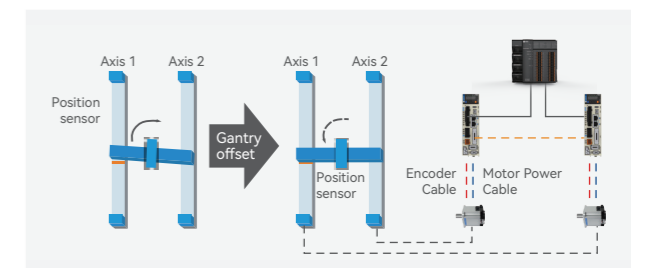 Axis 1
Axis 2
Position
sensor
Gantry
offset
Axis 1
Axis 2
Position
sensor
Encoder
Cable
Motor Power
Cable